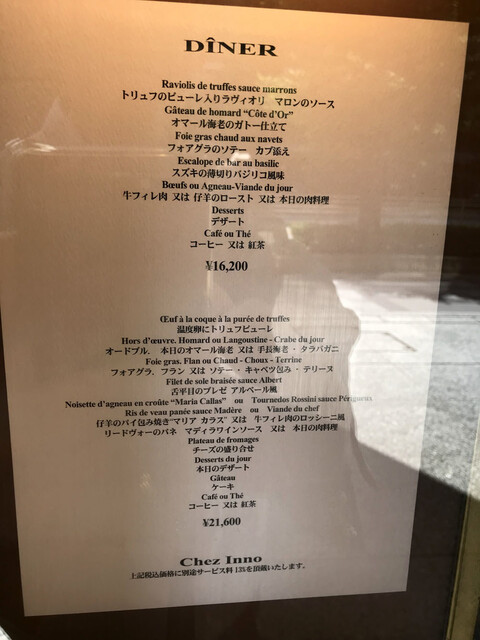 DÎNER
Raviolis de truffes sauce marrons
トリュフのピューレ入りラヴィオリ マロンのソース
Gâteau de homard "Côte d'Or"
オマール海老のガトー仕立て
Foie gras chaud aux navets
フォアグラのソテー カブ添え
Escalope de bar au basilic
スズキの薄切りバジリコ風味
Bœufs ou Agneau-Viande du jour
牛フィレ肉 又は 仔羊のロースト 又は 本日の肉料理
Desserts
デザート
Café ou Thé
コーヒー 又は 紅茶
¥16,200
Œuf à la coque à la purée de truffes
温度卵にトリュフピューレ
Hors d'œuvre. Homard ou Langoustine - Crabe du jour
オードブル. 本日のオマール海老 又は 手長海老・タラバガニ
Foie gras. Flan ou Chaud - Choux - Terrine
フォアグラ. フラン 又は ソテー・キャベツ包み・テリーヌ
Filet de sole braisée sauce Albert
舌平目のブレゼ アルベール風
Noisette d'agneau en croûte "Maria Callas" ou Tournedos Rossini sauce Périgueux
Ris de veau panée sauce Madère ou Viande du chef
仔羊のパイ包み焼き"マリア カラス" 又は 牛フィレ肉のロッシーニ風
リードヴォーのパネ マディラワインソース 又は 本日の肉料理
Plateau de fromages
チーズの盛り合せ
Desserts du jour
本日のデザート
Gâteau
ケーキ
Café ou Thé
コーヒー 又は 紅茶
¥21,600
Chez Inno
上記税込価格に別途サービス料 13%を頂戴いたします。